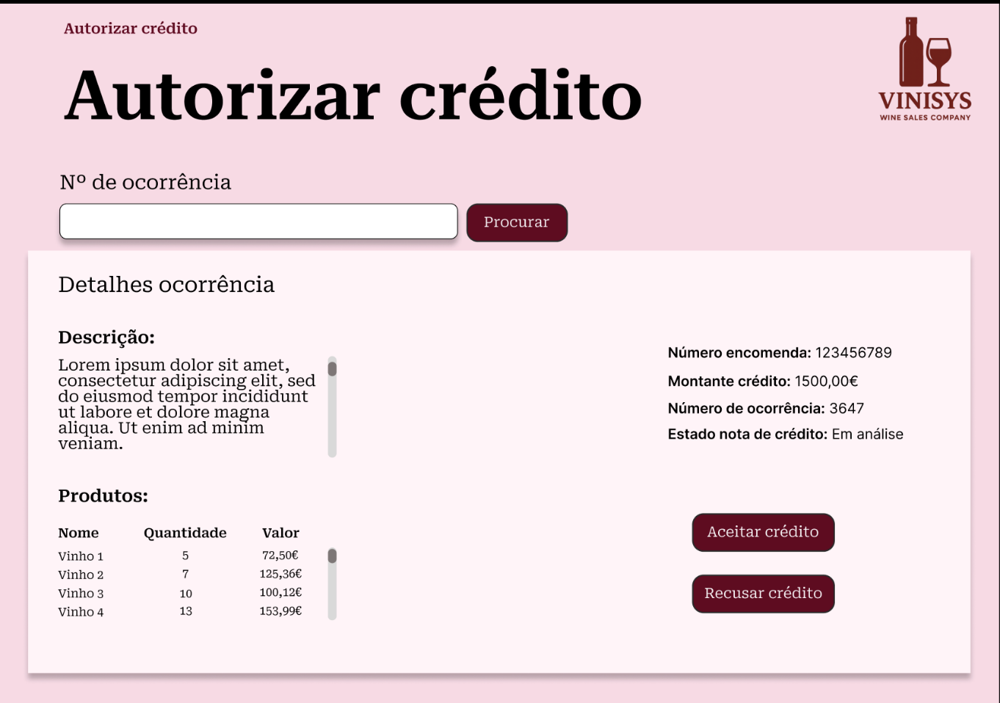 Autorizar crédito
VINISYS
WINE SALES COMPANY
Autorizar crédito
Nº de ocorrência
Procurar
Detalhes ocorrência
Descrição:
Lorem ipsum dolor sit amet,
consectetur adipiscing elit, sed
do eiusmod tempor incididunt
ut labore et dolore magna
aliqua. Ut enim ad minim
veniam.
Número encomenda: 123456789
Montante crédito: 1500,00€
Número de ocorrência: 3647
Estado nota de crédito: Em análise
Produtos:
Nome Quantidade Valor
Vinho 1 5 72,50€
Vinho 2 7 125,36€
Vinho 3 10 100,12€
Vinho 4 13 153,99€
Aceitar crédito
Recusar crédito